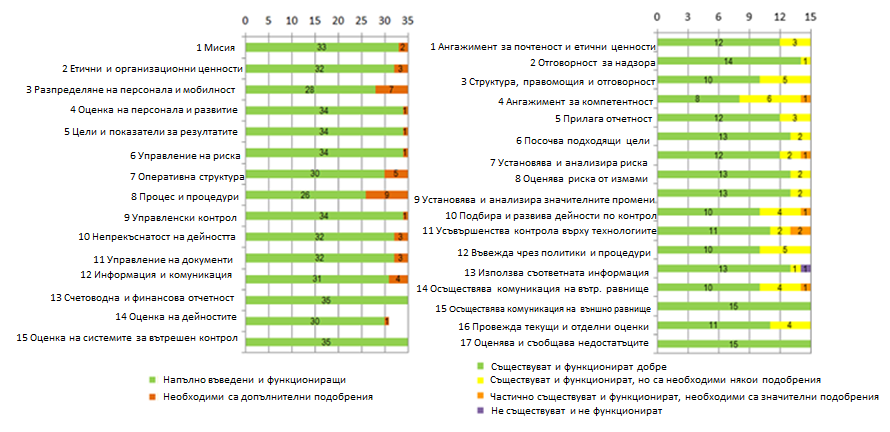 0 5 10 15 20 25 30 35
1 Мисия 33 2
2 Етични и организационни ценности 32 3
3 Разпределяне на персонала и мобилност 28 7
4 Оценка на персонала и развитие 34 1
5 Цели и показатели за резултатите 34 1
6 Управление на риска 34 1
7 Оперативна структура 30 5
8 Процес и процедури 26 9
9 Управленски контрол 34 1
10 Непрекъснатост на дейността 32 3
11 Управление на документи 32 3
12 Информация и комуникация 31 4
13 Счетоводна и финансова отчетност 35
14 Оценка на дейностите 30 1
15 Оценка на системите за вътрешен контрол 35
Напълно въведени и функциониращи
Необходими са допълнителни подобрения
0 3 6 9 12 15
1 Ангажимент за почтеност и етични ценности 12 3
2 Отговорност за надзора 14 1
3 Структура, правомощия и отговорност 10 5
4 Ангажимент за компетентност 8 6 1
5 Прилага отчетност 12 3
6 Посочва подходящи цели 13 2
7 Установява и анализира риска 12 2 1
8 Оценява риска от измами 13 2
9 Установява и анализира значителните промени 13 2
10 Подбира и развива дейности по контрол 10 4 1
11 Усъвършенства контрола върху технологиите 11 2 2
12 Въвежда чрез политики и процедури 10 5
13 Използва съответната информация 13 1 1
14 Осъществява комуникация на вътр. равнище 10 4 1
15 Осъществява комуникация на външно равнище 15
16 Провежда текущи и отделни оценки 11 4
17 Оценява и съобщава недостатъците 15
Съществуват и функционират добре
Съществуват и функционират, но са необходими някои подобрения
Частично съществуват и функционират, необходими са значителни подобрения
Не съществуват и не функционират